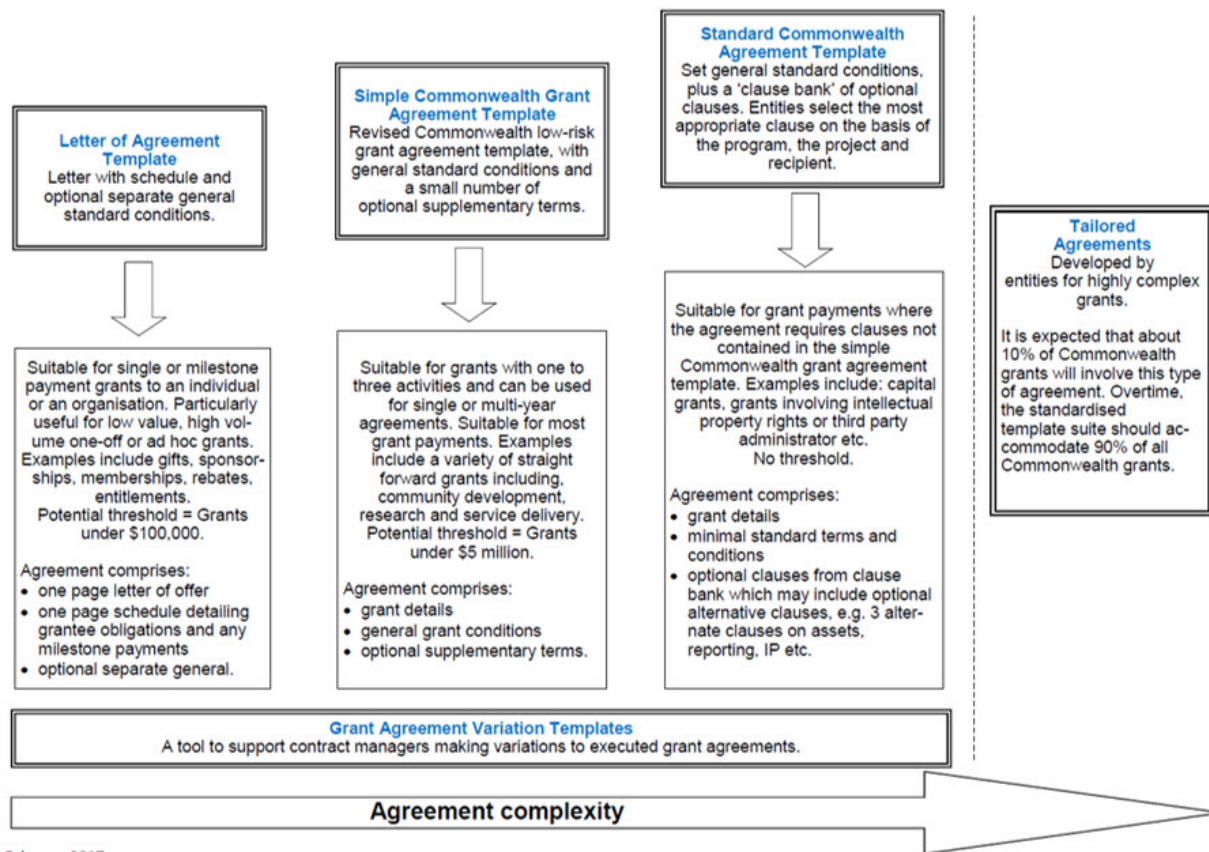 Letter of Agreement
Template
Letter with schedule and
optional separate general
standard conditions.
Suitable for single or milestone
payment grants to an individual
or an organisation. Particularly
useful for low value, high vol-
ume one-off or ad hoc grants.
Examples include gifts, sponsor-
ships, memberships, rebates,
entitlements.
Potential threshold = Grants
under $100,000.
Agreement comprises:
• one page letter of offer
• one page schedule detailing
grantee obligations and any
milestone payments
• optional separate general.
Simple Commonwealth Grant
Agreement Template
Revised Commonwealth low-risk
grant agreement template, with
general standard conditions and
a small number of
optional supplementary terms.
Suitable for grants with one to
three activities and can be used
for single or multi-year
agreements. Suitable for most
grant payments. Examples
include a variety of straight
forward grants including,
community development,
research and service delivery.
Potential threshold = Grants
under $5 million.
Agreement comprises:
• grant details
• general grant conditions
• optional supplementary terms.
Standard Commonwealth
Agreement Template
Set general standard conditions,
plus a 'clause bank' of optional
clauses. Entities select the most
appropriate clause on the basis of
the program, the project and
recipient.
Suitable for grant payments where
the agreement requires clauses not
contained in the simple
Commonwealth grant agreement
template. Examples include: capital
grants, grants involving intellectual
property rights or third party
administrator etc.
No threshold.
Agreement comprises:
• grant details
• minimal standard terms and
conditions
• optional clauses from clause
bank which may include optional
alternative clauses, e.g. 3 alter-
nate clauses on assets,
reporting, IP etc.
Tailored
Agreements
Developed by
entities for highly complex
grants.
It is expected that about
10% of Commonwealth
grants will involve this type
of agreement. Overtime,
the standardised
template suite should ac-
commodate 90% of all
Commonwealth grants.
Grant Agreement Variation Templates
A tool to support contract managers making variations to executed grant agreements.
Agreement complexity